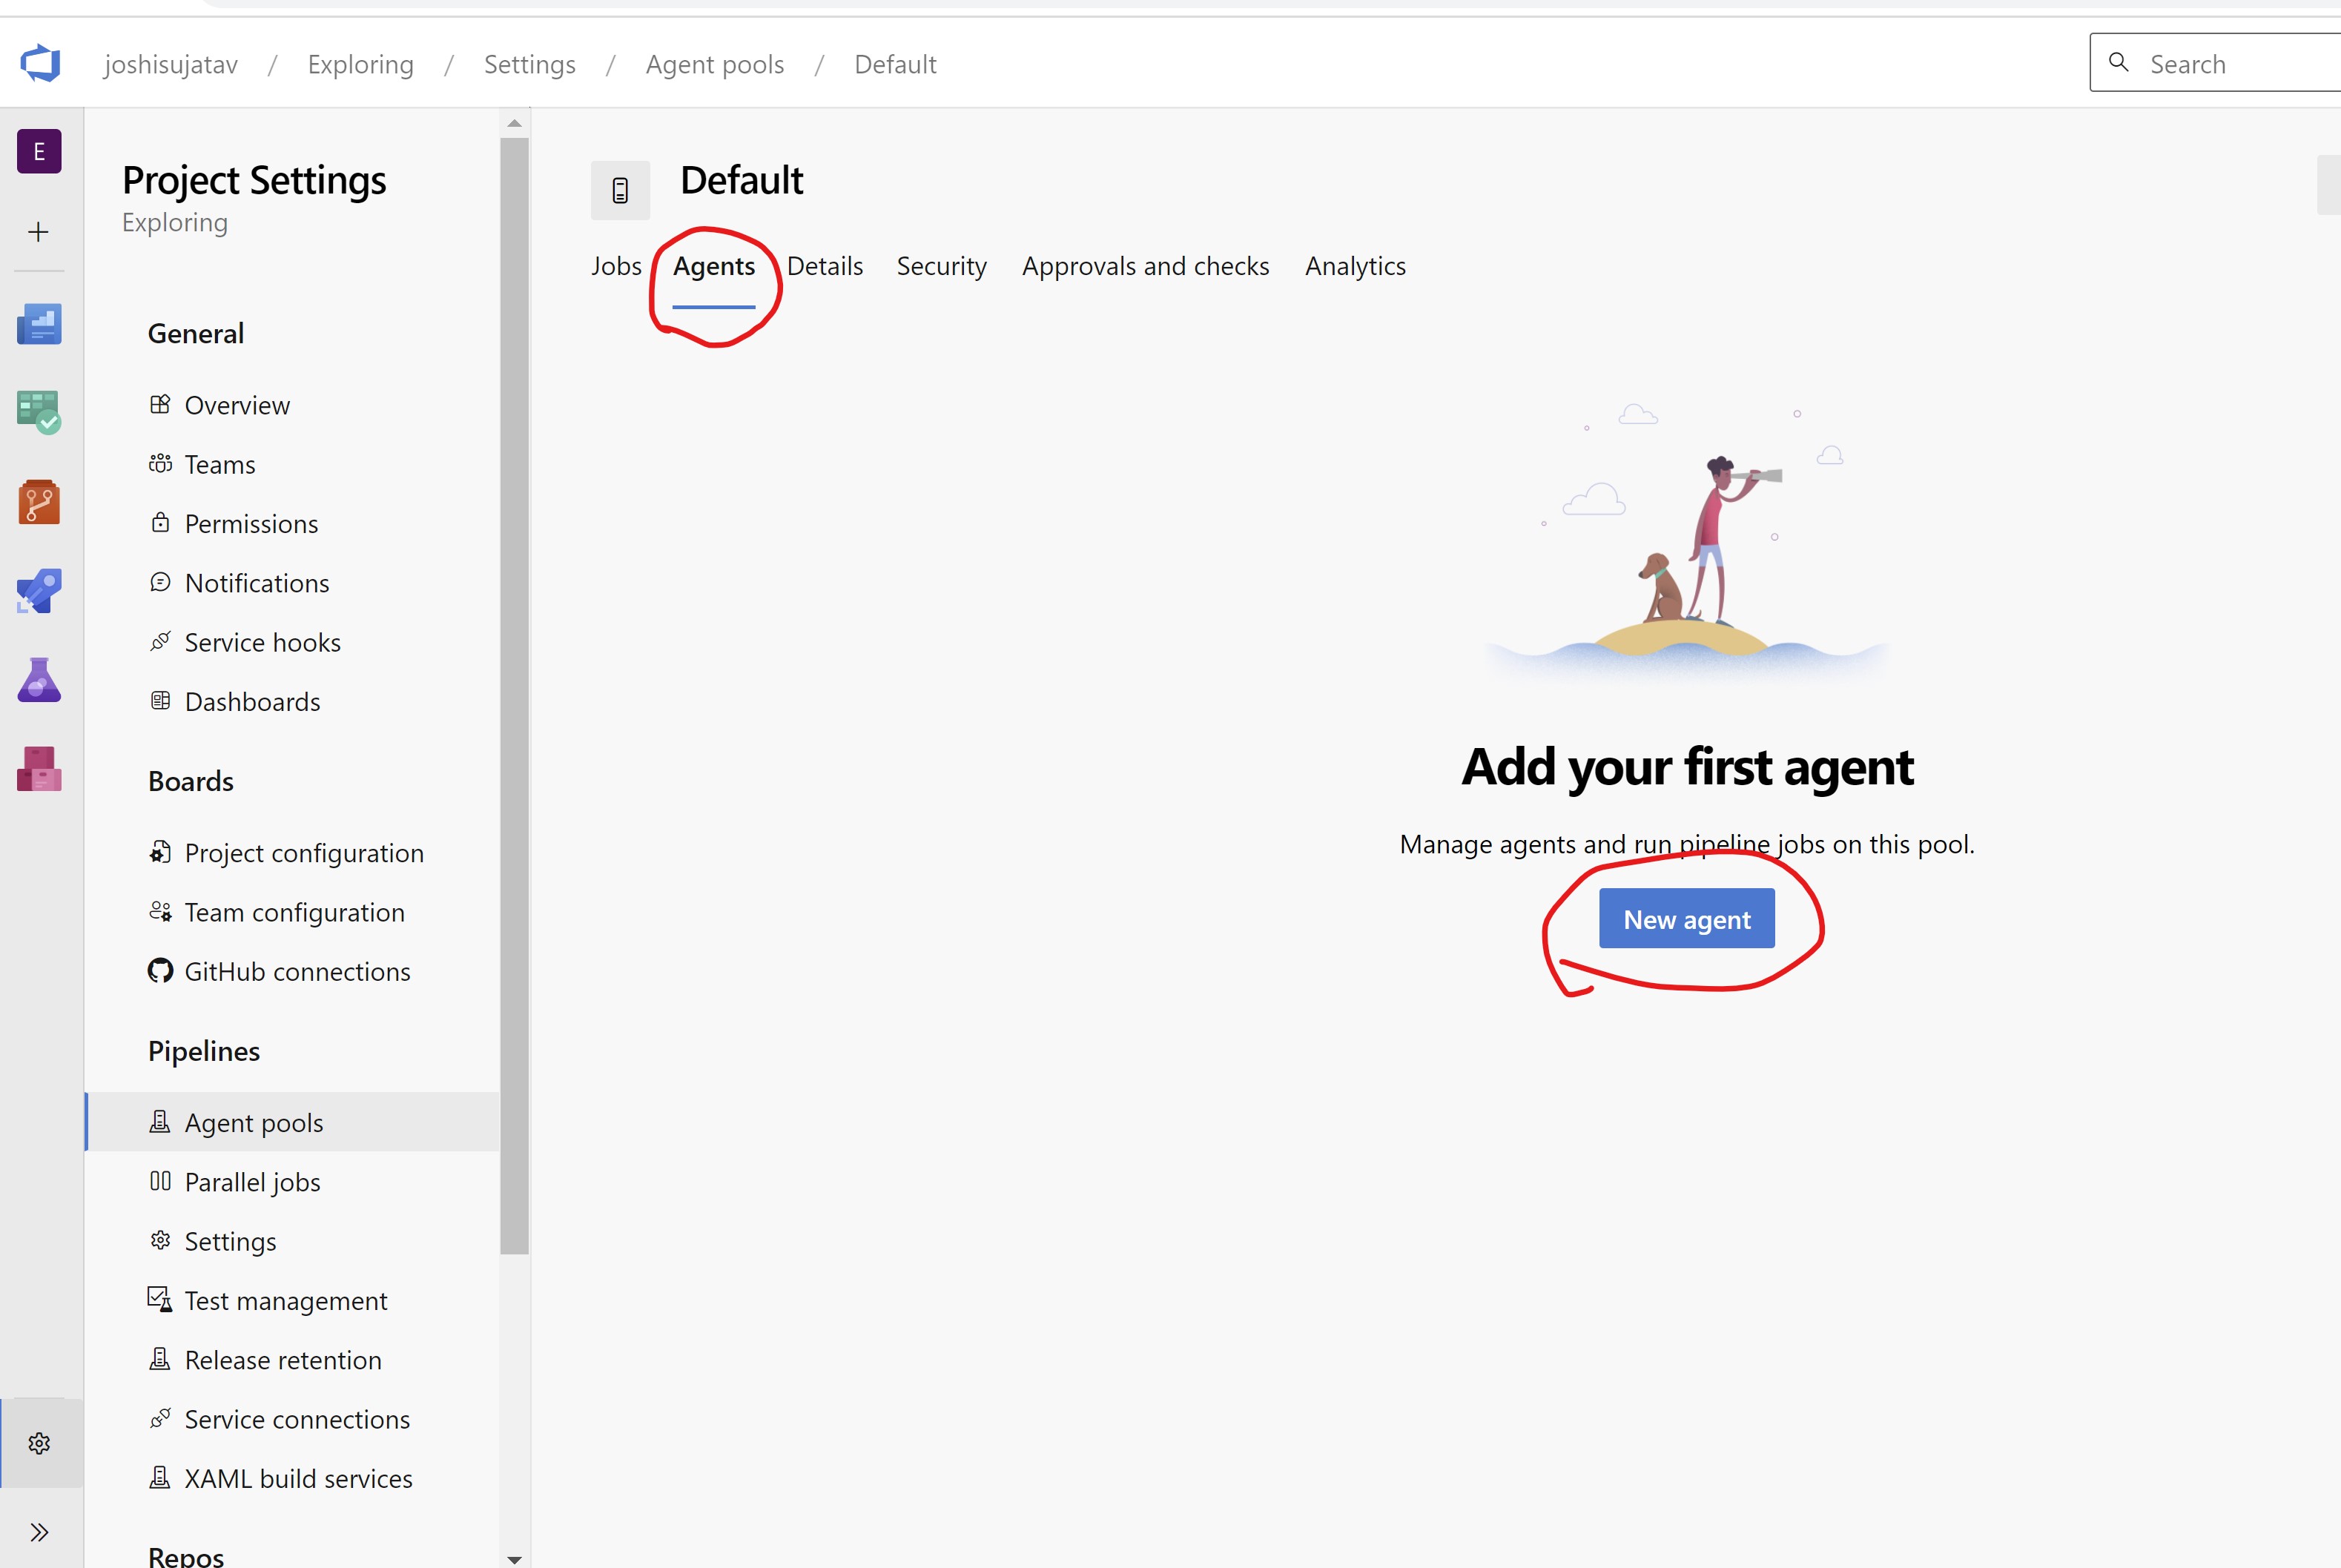 joshisujatav / Exploring / Settings / Agent pools / Default
Search
E
Project Settings
Exploring
General
Overview
Teams
Permissions
Notifications
Service hooks
Dashboards
Boards
Project configuration
Team configuration
GitHub connections
Pipelines
Agent pools
Parallel jobs
Settings
Test management
Release retention
Service connections
XAML build services
Repos
Default
Jobs Agents Details Security Approvals and checks Analytics
Add your first agent
Manage agents and run pipeline jobs on this pool.
New agent